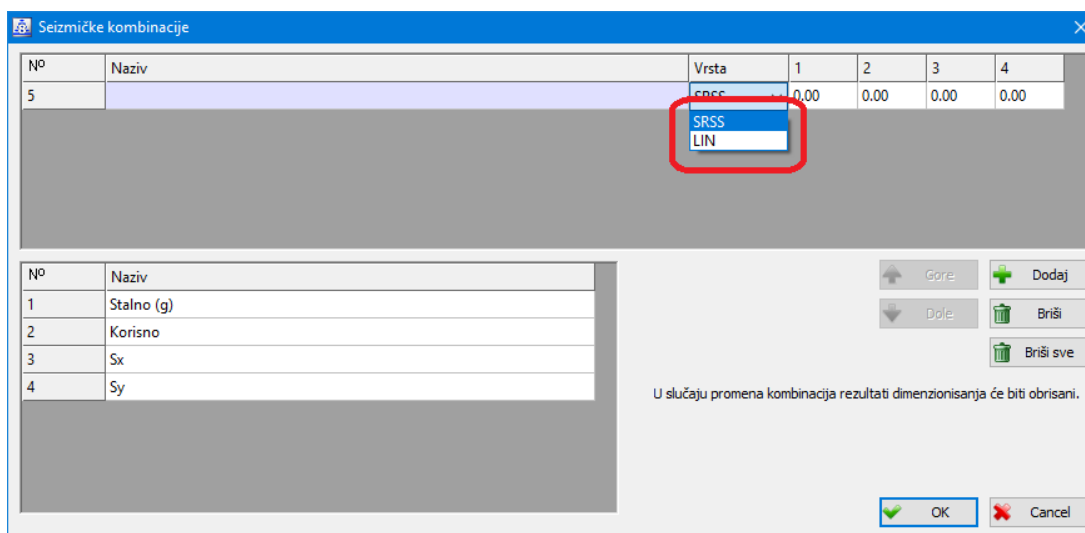 Seizmičke kombinacije
Nº Naziv Vrsta 1 2 3 4
5 SRSS 0.00 0.00 0.00 0.00
SRSS
LIN
Nº Naziv
1 Stalno (g)
2 Korisno
3 Sx
4 Sy
Gore Dodaj
Dole Briši
Briši sve
U slučaju promena kombinacija rezultati dimenzionisanja će biti obrisani.
OK Cancel